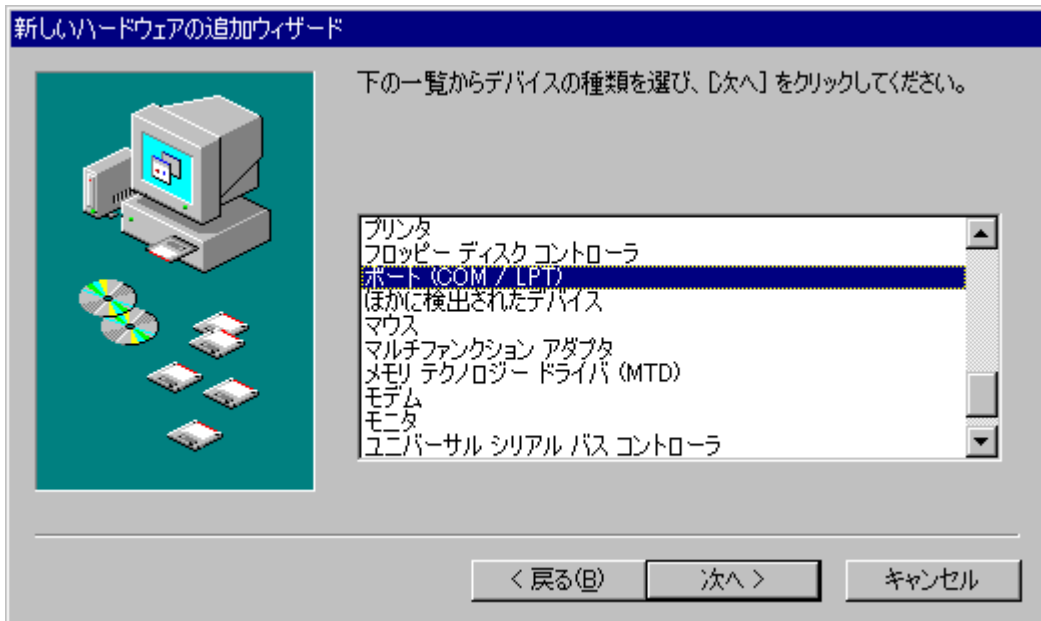 新しいハードウェアの追加ウィザード
下の一覧からデバイスの種類を選び、[次へ] をクリックしてください。
プリンタ
フロッピー ディスク コントローラ
ポート (COM / LPT)
ほかに検出されたデバイス
マウス
マルチファンクション アダプタ
メモリ テクノロジー ドライバ (MTD)
モデム
モニタ
ユニバーサル シリアル バス コントローラ
< 戻る(B) 次へ > キャンセル